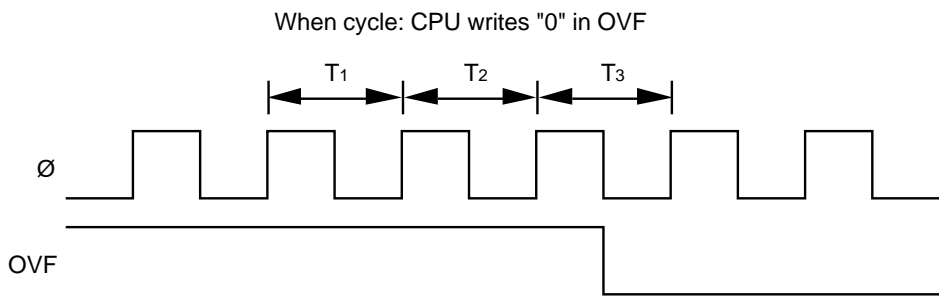 When cycle: CPU writes "0" in OVF
T1 T2 T3
Ø
OVF